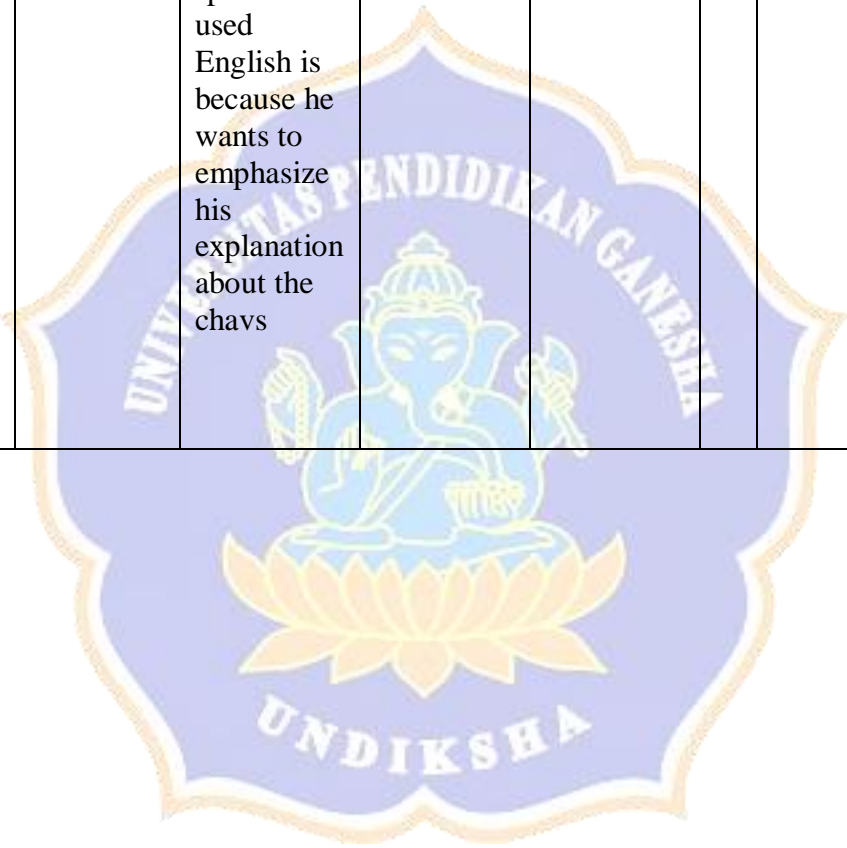 used
English is
because he
wants to
emphasize
his
explanation
about the
chavs
UNIVERSITAS PENDIDIKAN GANESHA
UNDIKSHA